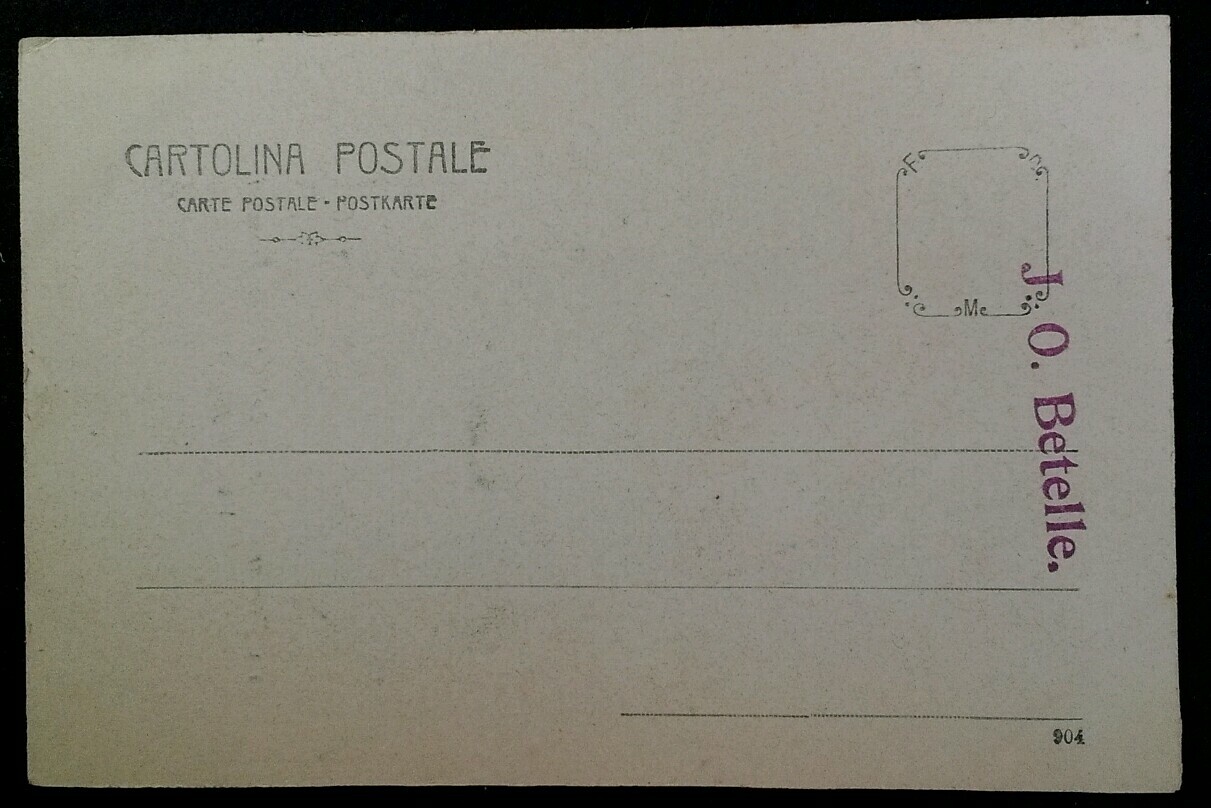 CARTOLINA POSTALE
CARTE POSTALE - POSTKARTE
F
M
J. O. Betelle.
904